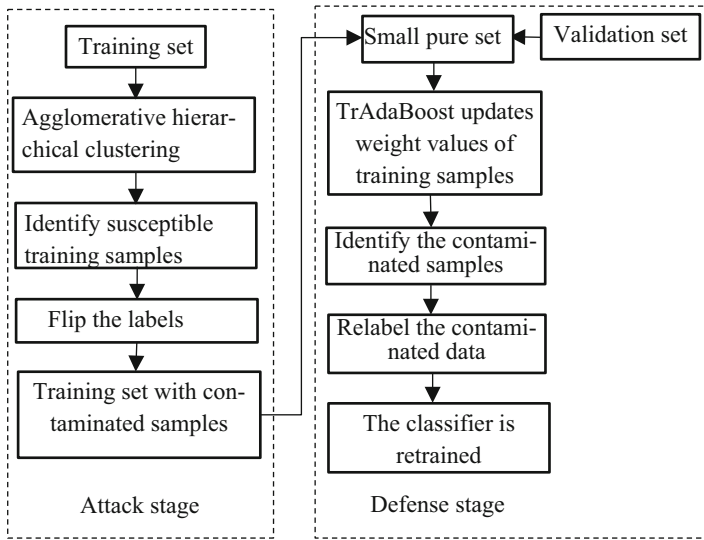 Training set
Agglomerative hierar-
chical clustering
Identify susceptible
training samples
Flip the labels
Training set with con-
taminated samples
Attack stage
Small pure set
Validation set
TrAdaBoost updates
weight values of
training samples
Identify the contami-
nated samples
Relabel the contami-
nated data
The classifier is
retrained
Defense stage